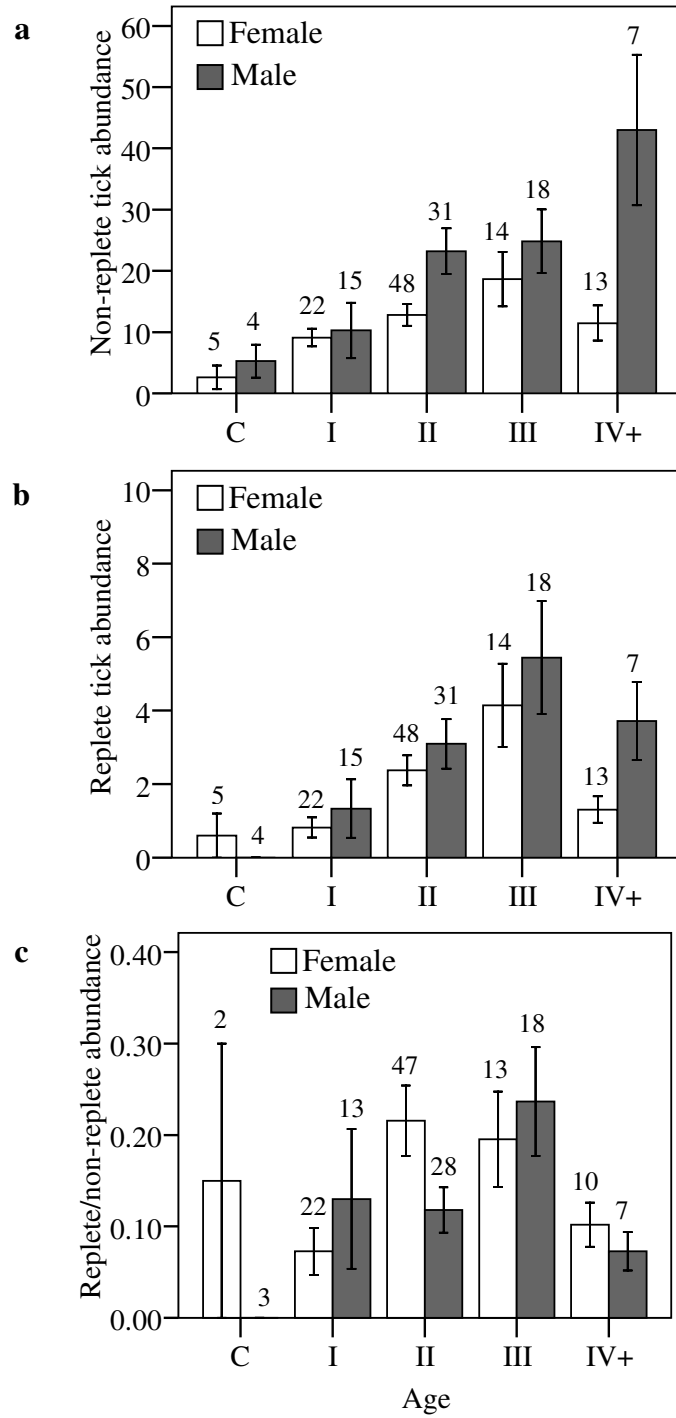 a
Non-replete tick abundance
60
50
40
30
20
10
0
Female
Male
5
4
22
15
48
31
14
18
13
7
C
I
II
III
IV+
b
Replete tick abundance
10
8
6
4
2
0
Female
Male
5
4
22
15
48
31
14
18
13
7
C
I
II
III
IV+
c
Replete/non-replete abundance
0.40
0.30
0.20
0.10
0.00
Female
Male
2
3
22
13
47
28
13
18
10
7
C
I
II
III
IV+
Age